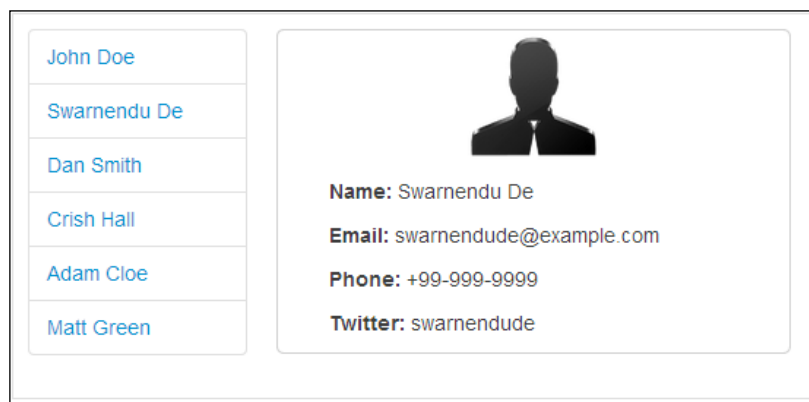 John Doe
Swarnendu De
Dan Smith
Crish Hall
Adam Cloe
Matt Green
Name: Swarnendu De
Email: swarnendude@example.com
Phone: +99-999-9999
Twitter: swarnendude